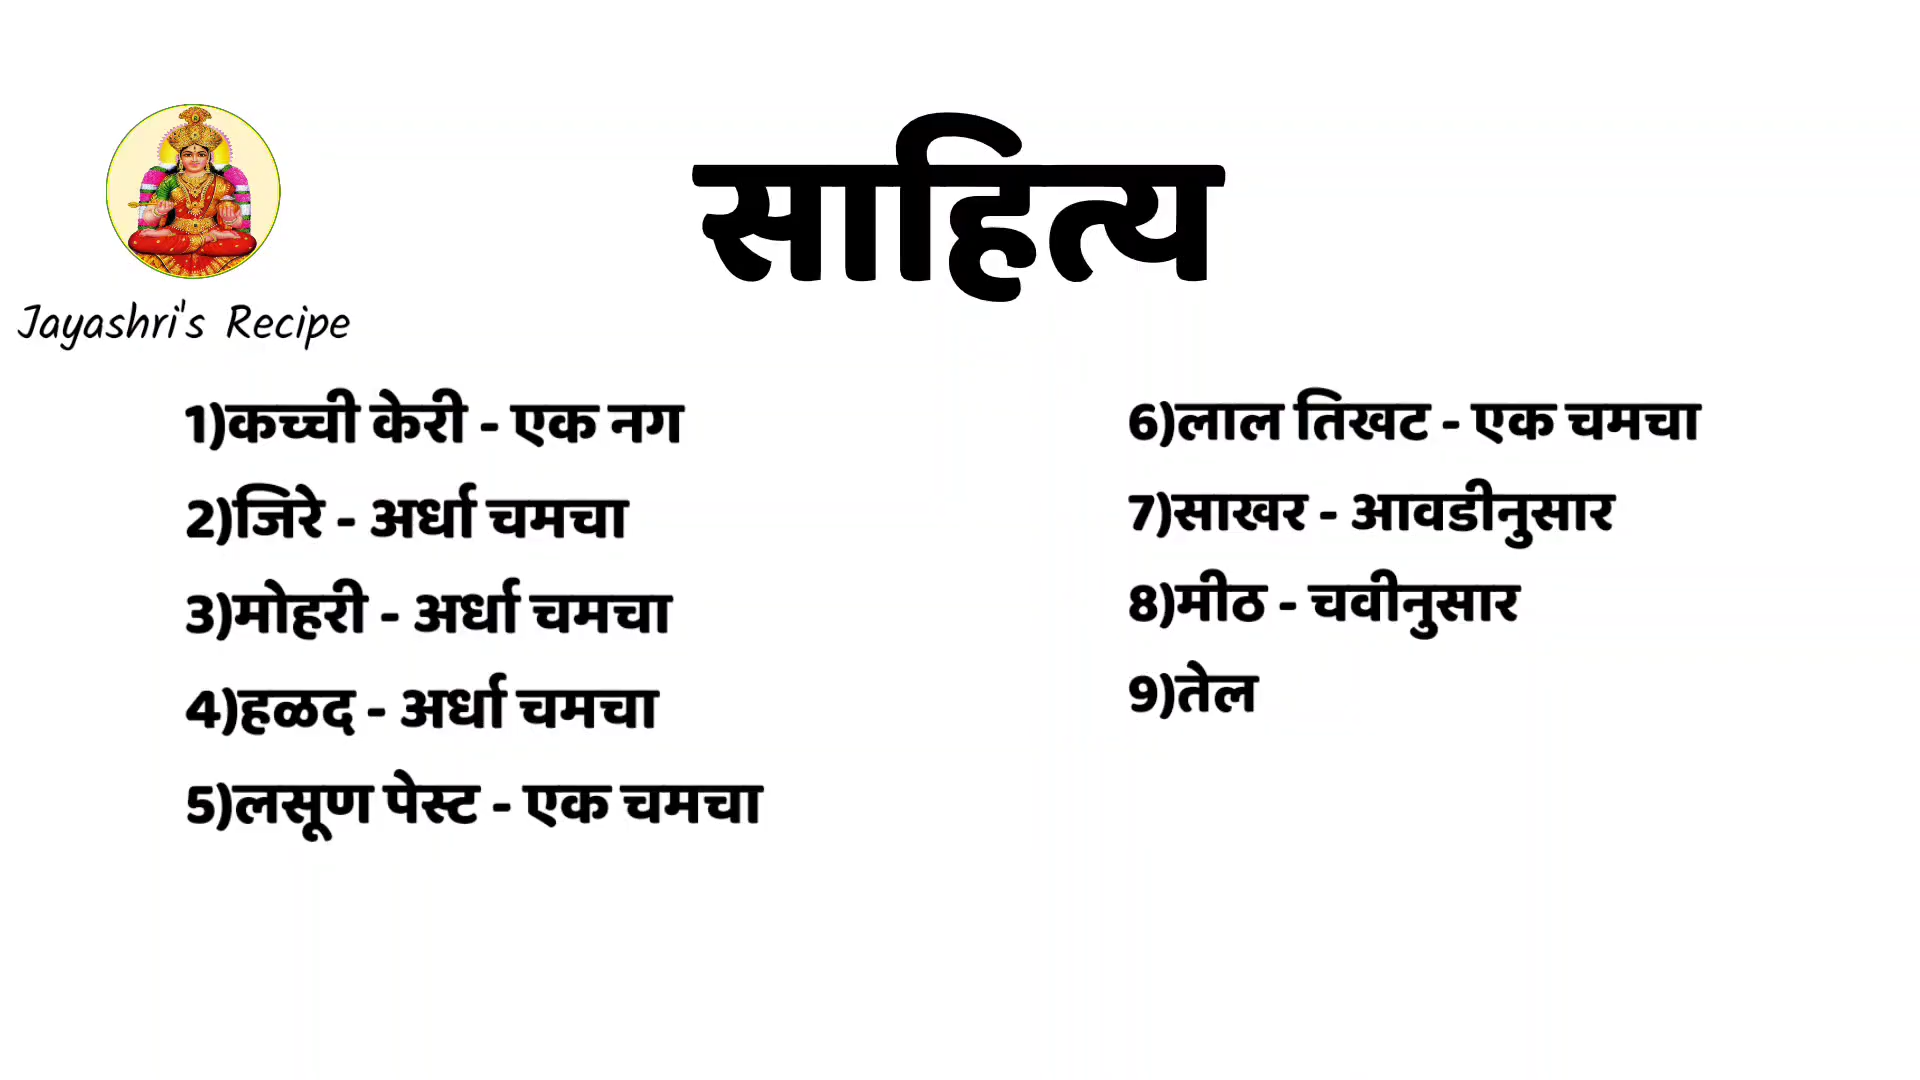 साहित्य
Jayashri's Recipe
1)कच्ची केरी - एक नग
2)जिरे - अर्धा चमचा
3)मोहरी - अर्धा चमचा
4)हळद - अर्धा चमचा
5)लसूण पेस्ट - एक चमचा
6)लाल तिखट - एक चमचा
7)साखर - आवडीनुसार
8)मीठ - चवीनुसार
9)तेल